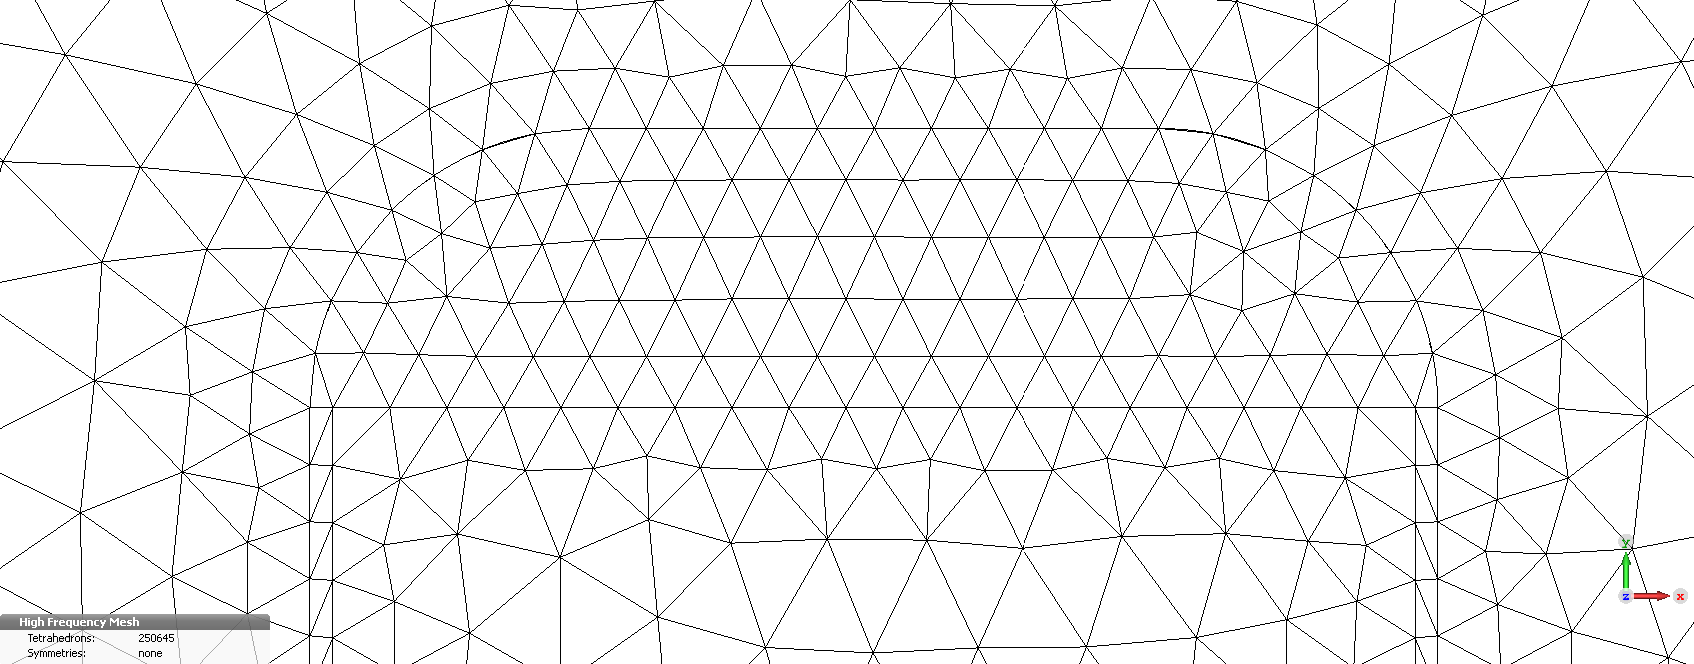 Y
Z
x
High Frequency Mesh
Tetrahedrons: 250645
Symmetries: none